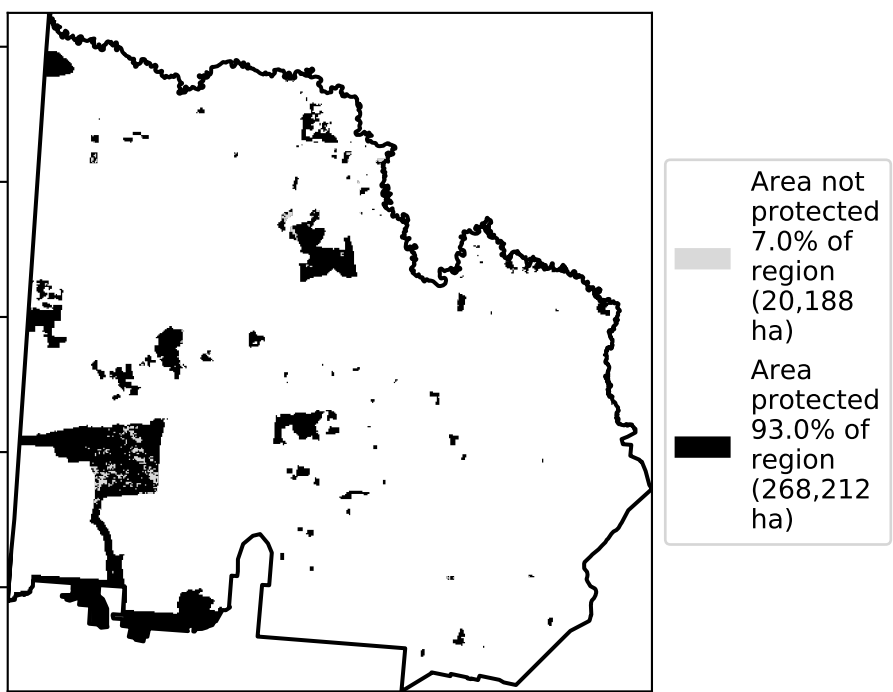 Area not
protected
7.0% of
region
(20,188
ha)
Area
protected
93.0% of
region
(268,212
ha)